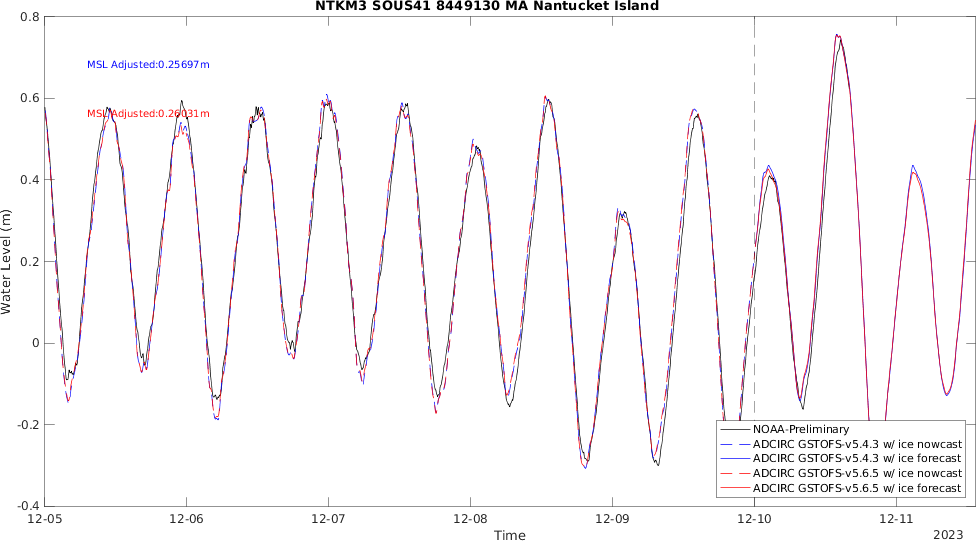 NTKM3 SOUS41 8449130 MA Nantucket Island
0.8
0.6
0.4
0.2
0
-0.2
-0.4
Water Level (m)
MSL Adjusted:0.25697m
MSL Adjusted:0.26031m
NOAA-Preliminary
ADCIRC GSTOFS-v5.4.3 w/ ice nowcast
ADCIRC GSTOFS-v5.4.3 w/ ice forecast
ADCIRC GSTOFS-v5.6.5 w/ ice nowcast
ADCIRC GSTOFS-v5.6.5 w/ ice forecast
12-05 12-06 12-07 12-08 12-09 12-10 12-11
Time
2023